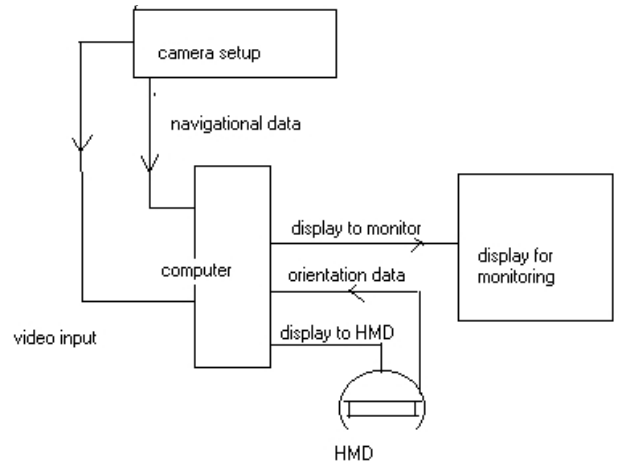 camera setup
navigational data
display to monitor
display for
monitoring
computer
orientation data
display to HMD
video input
HMD